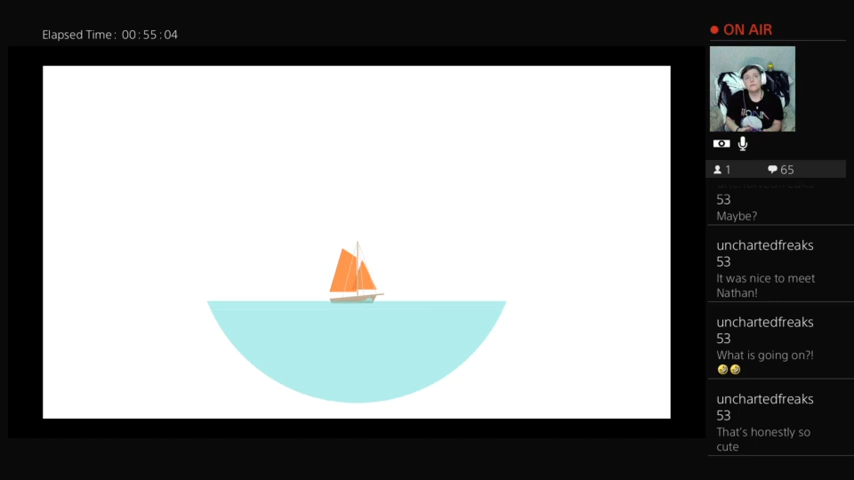 Elapsed Time: 00:55:04
ON AIR
1
65
53
Maybe?
unchartedfreaks
53
It was nice to meet
Nathan!
unchartedfreaks
53
What is going on?!
🤣🤣
unchartedfreaks
53
That's honestly so
cute